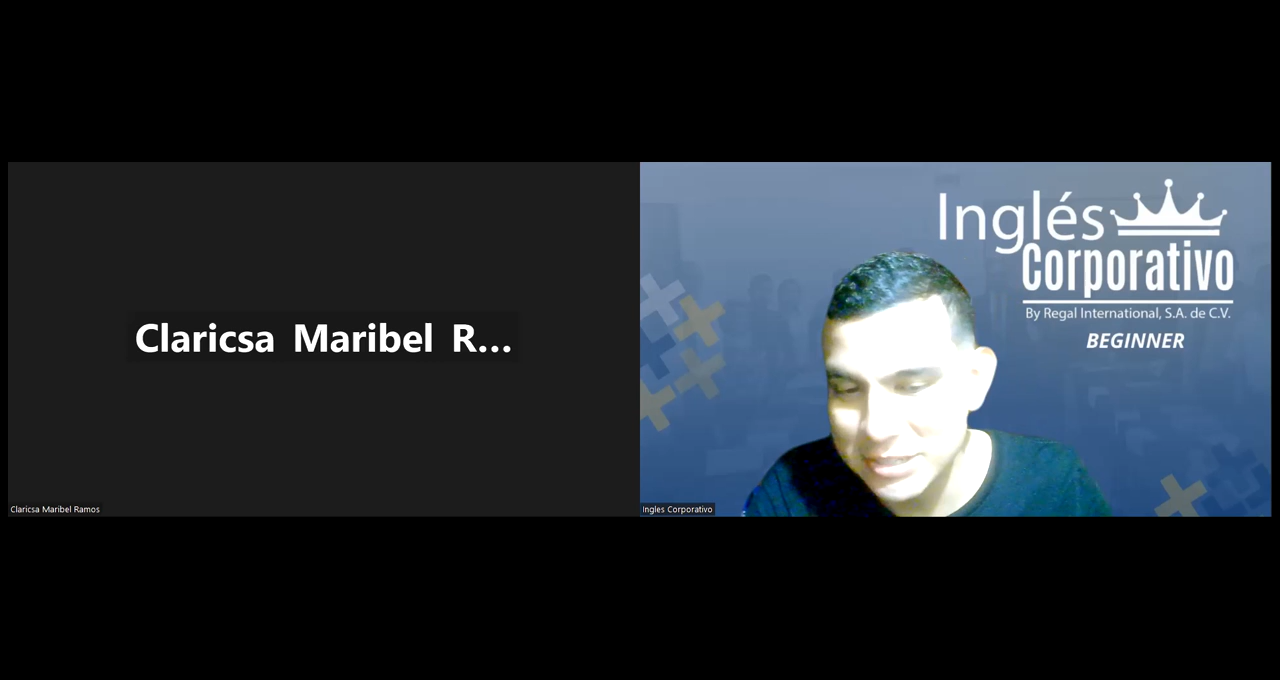 Claricsa Maribel R...
Claricsa Maribel Ramos
Inglés
Corporativo
By Regal International, S.A. de C.V.
BEGINNER
Ingles Corporativo